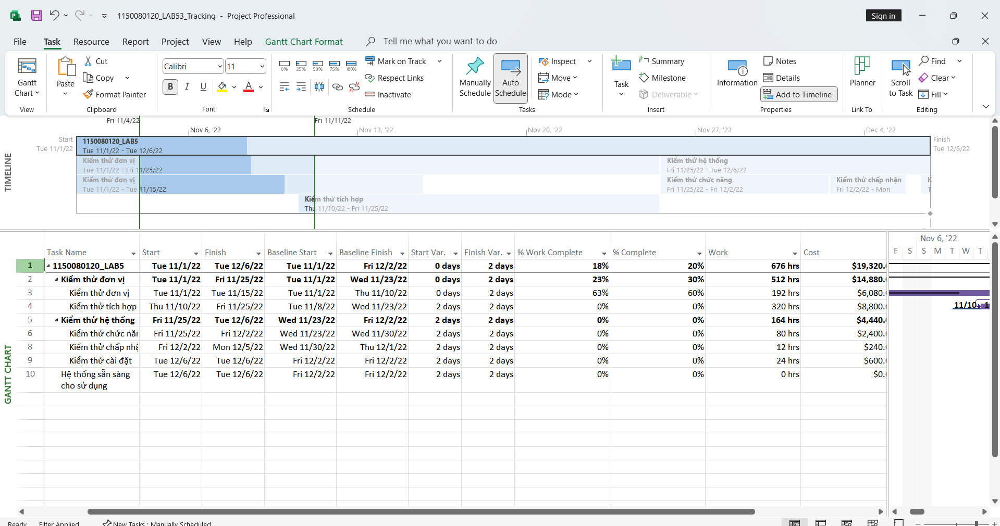 1150080120_LAB53_Tracking - Project Professional
Sign in
File Task Resource Report Project View Help Gantt Chart Format Tell me what you want to do
Gantt Chart
View
Paste
Cut
Copy
Format Painter
Clipboard
Calibri 11
B I U A
Font
0% 25% 50% 75% 100%
Mark on Track
Respect Links
Inactivate
Schedule
Manually Schedule
Auto Schedule
Inspect
Move
Mode
Tasks
Task
Summary
Milestone
Deliverable
Insert
Information
Notes
Details
Add to Timeline
Properties
Planner
Link To
Scroll to Task
Find
Clear
Fill
Editing
TIMELINE
Fri 11/4/22 Fri 11/11/22
Nov 6, '22 Nov 13, '22 Nov 20, '22 Nov 27, '22 Dec 4, '22
Start
Tue 11/1/22
1150080120_LAB5
Tue 11/1/22 - Tue 12/6/22
Finish
Tue 12/6/22
Kiểm thử đơn vị
Tue 11/1/22 - Fri 11/25/22
Kiểm thử hệ thống
Fri 11/25/22 - Tue 12/6/22
Kiểm thử đơn vị
Tue 11/1/22 - Tue 11/15/22
Kiểm thử chức năng
Fri 11/25/22 - Fri 12/2/22
Kiểm thử chấp nhận
Fri 12/2/22 - Mon
K
T
Kiểm thử tích hợp
Thu 11/10/22 - Fri 11/25/22
GANTT CHART
Task Name Start Finish Baseline Start Baseline Finish Start Var. Finish Var. % Work Complete % Complete Work Cost
1 1150080120_LAB5 Tue 11/1/22 Tue 12/6/22 Tue 11/1/22 Fri 12/2/22 0 days 2 days 18% 20% 676 hrs $19,320.
2 Kiểm thử đơn vị Tue 11/1/22 Fri 11/25/22 Tue 11/1/22 Wed 11/23/22 0 days 2 days 23% 30% 512 hrs $14,880.
3 Kiểm thử đơn vị Tue 11/1/22 Tue 11/15/22 Tue 11/1/22 Thu 11/10/22 0 days 2 days 63% 60% 192 hrs $6,080.
4 Kiểm thử tích hợp Thu 11/10/22 Fri 11/25/22 Tue 11/8/22 Wed 11/23/22 2 days 2 days 0% 0% 320 hrs $8,800.
5 Kiểm thử hệ thống Fri 11/25/22 Tue 12/6/22 Wed 11/23/22 Fri 12/2/22 2 days 2 days 0% 0% 164 hrs $4,440.
6 Kiểm thử chức năn Fri 11/25/22 Fri 12/2/22 Wed 11/23/22 Wed 11/30/22 2 days 2 days 0% 0% 80 hrs $2,400.
8 Kiểm thử chấp nhậ Fri 12/2/22 Mon 12/5/22 Wed 11/30/22 Thu 12/1/22 2 days 2 days 0% 0% 12 hrs $240.
9 Kiểm thử cài đặt Tue 12/6/22 Tue 12/6/22 Fri 12/2/22 Fri 12/2/22 2 days 2 days 0% 0% 24 hrs $600.
10 Hệ thống sẵn sàng cho sử dụng Tue 12/6/22 Tue 12/6/22 Fri 12/2/22 Fri 12/2/22 2 days 2 days 0% 0% 0 hrs $0.
Nov 6, '22
F S S M T W T
11/10 1
Ready Filter Applied New Tasks : Manually Scheduled